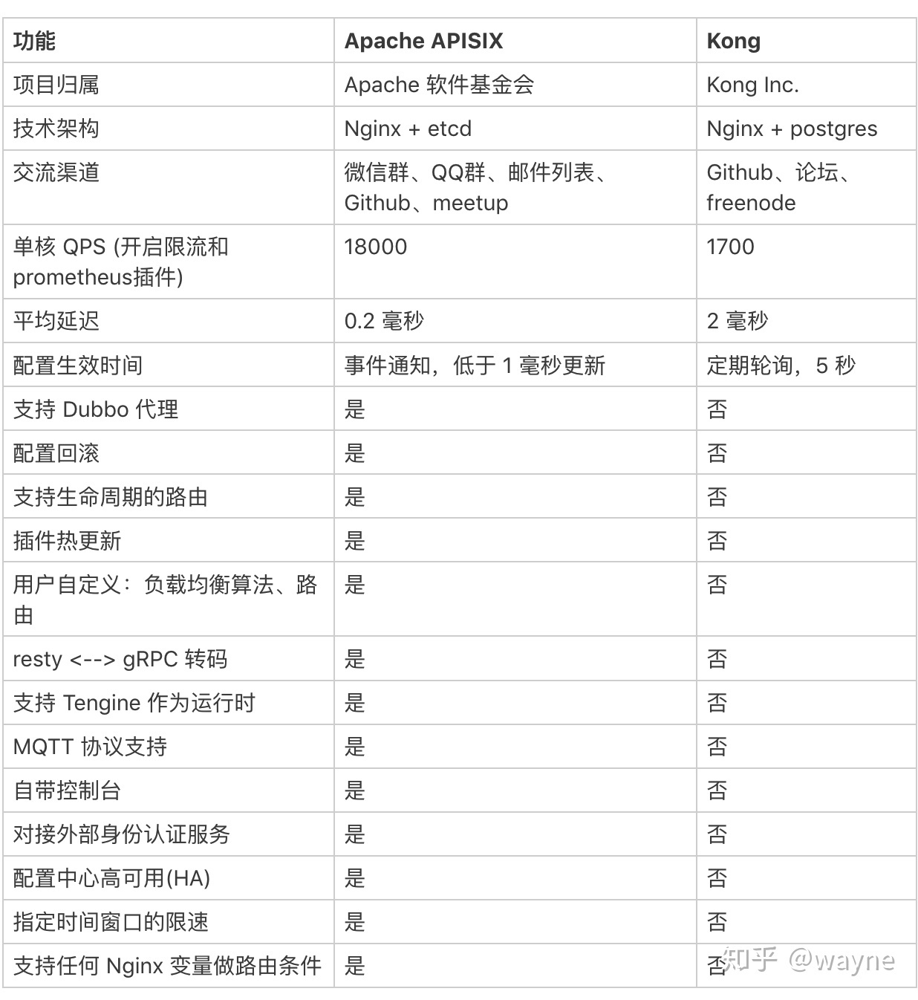 功能 Apache APISIX Kong
项目归属 Apache 软件基金会 Kong Inc.
技术架构 Nginx + etcd Nginx + postgres
交流渠道 微信群、QQ群、邮件列表、 Github、论坛、
Github、meetup freenode
单核 QPS (开启限流和 18000 1700
prometheus插件)
平均延迟 0.2 毫秒 2 毫秒
配置生效时间 事件通知，低于 1 毫秒更新 定期轮询，5 秒
支持 Dubbo 代理 是 否
配置回滚 是 否
支持生命周期的路由 是 否
插件热更新 是 否
用户自定义：负载均衡算法、路 是 否
由
resty <--> gRPC 转码 是 否
支持 Tengine 作为运行时 是 否
MQTT 协议支持 是 否
自带控制台 是 否
对接外部身份认证服务 是 否
配置中心高可用(HA) 是 否
指定时间窗口的限速 是 否
支持任何 Nginx 变量做路由条件 是 否
知乎 @wayne